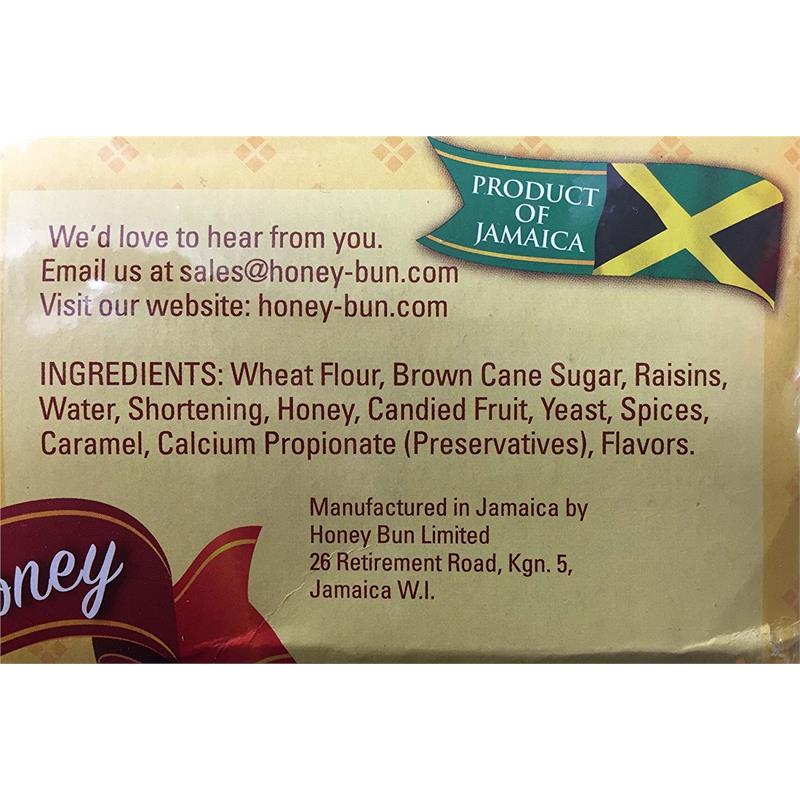 PRODUCT
OF
JAMAICA
We'd love to hear from you.
Email us at sales@honey-bun.com
Visit our website: honey-bun.com
INGREDIENTS: Wheat Flour, Brown Cane Sugar, Raisins,
Water, Shortening, Honey, Candied Fruit, Yeast, Spices,
Caramel, Calcium Propionate (Preservatives), Flavors.
Manufactured in Jamaica by
Honey Bun Limited
26 Retirement Road, Kgn. 5,
Jamaica W.I.
oney